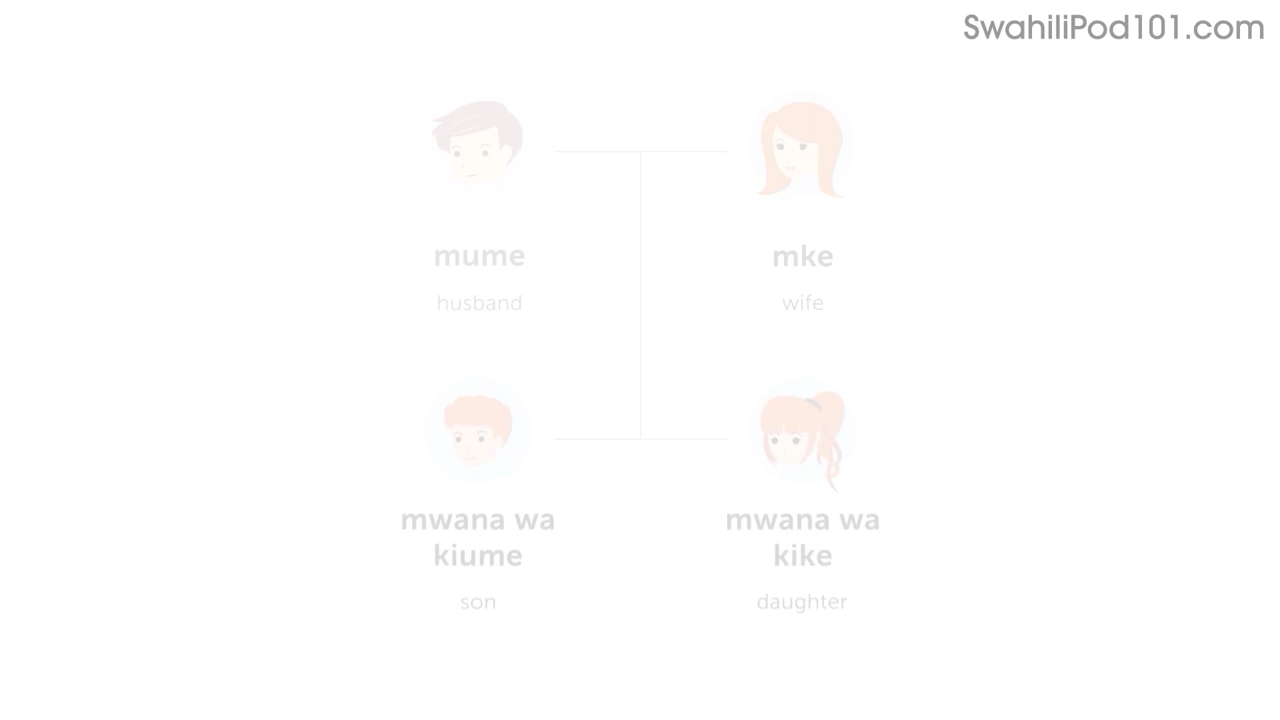 SwahiliPod101.com
mume
mke
husband
wife
mwana wa
kiume
mwana wa
kike
son
daughter